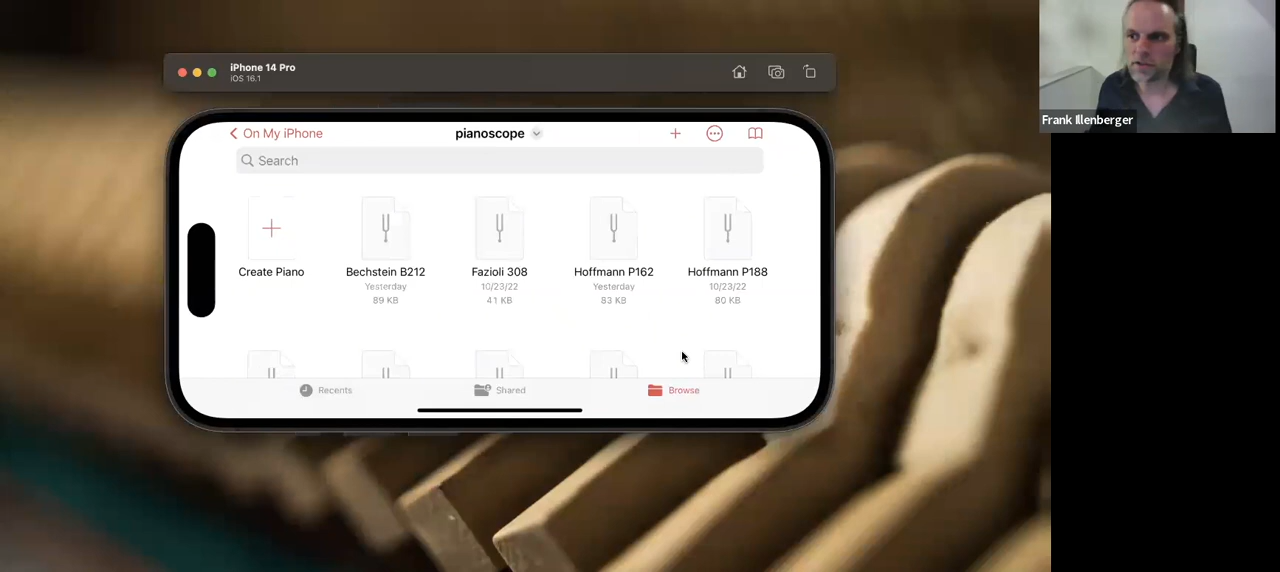 iPhone 14 Pro
iOS 16.1
On My iPhone
pianoscope
Search
Create Piano
Bechstein B212
Yesterday
89 KB
Fazioli 308
10/23/22
41 KB
Hoffmann P162
Yesterday
83 KB
Hoffmann P188
10/23/22
80 KB
Recents
Shared
Browse
Frank Illenberger